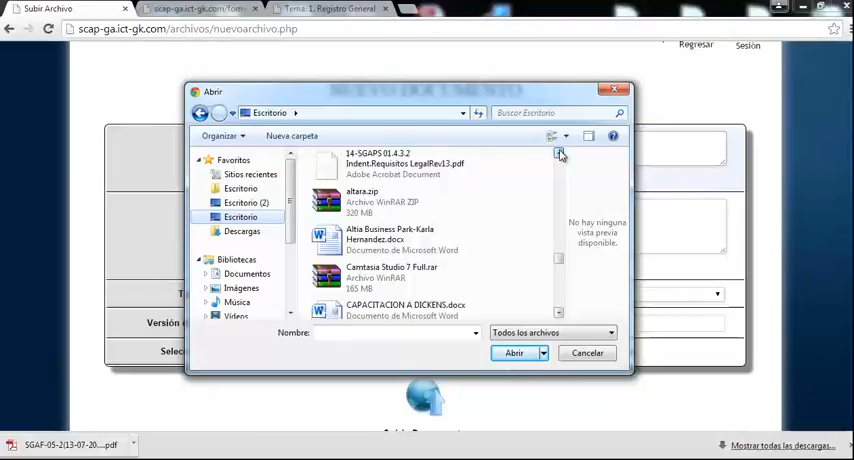 Subir Archivo
scap-ga.ict-gk.com/form
Tema: 1. Registro General
scap-ga.ict-gk.com/archivos/nuevoarchivo.php
Regresar
Sesión
NUEVO DOCUMENTO
Abrir
Escritorio
Buscar Escritorio
Organizar
Nueva carpeta
Favoritos
Sitios recientes
Escritorio
Escritorio (2)
Escritorio
Descargas
Bibliotecas
Documentos
Imágenes
Música
Vídeos
14-SGAPS 01.4.3.2
Indent.Requisitos LegalRev13.pdf
Adobe Acrobat Document
altara.zip
Archivo WinRAR ZIP
320 MB
Altia Business Park-Karla
Hernandez.docx
Documento de Microsoft Word
Camtasia Studio 7 Full.rar
Archivo WinRAR
165 MB
CAPACITACION A DICKENS.docx
Documento de Microsoft Word
No hay ninguna
vista previa
disponible.
Versión
Selec
Nombre:
Todos los archivos
Abrir
Cancelar
SGAF-05-2(13-07-20....pdf
Mostrar todas las descargas...